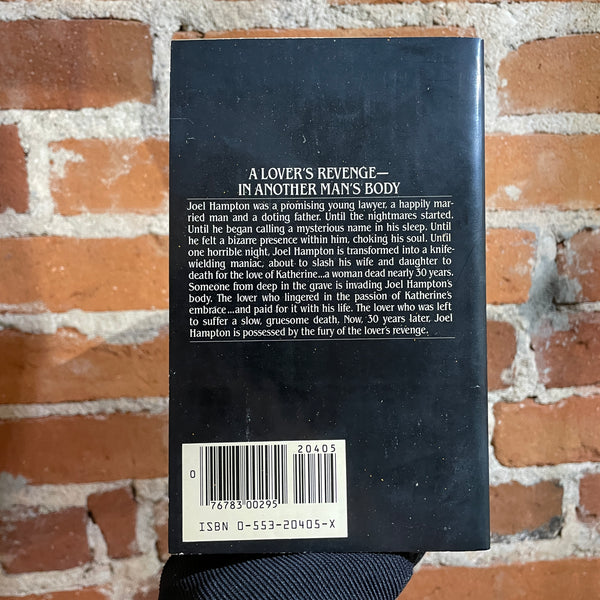 A LOVER'S REVENGE—
IN ANOTHER MAN'S BODY
Joel Hampton was a promising young lawyer, a happily mar-
ried man and a doting father. Until the nightmares started.
Until he began calling a mysterious name in his sleep. Until
he felt a bizarre presence within him, choking his soul. Until
one horrible night, Joel Hampton is transformed into a knife-
wielding maniac, about to slash his wife and daughter to
death for the love of Katherine...a woman dead nearly 30 years.
Someone from deep in the grave is invading Joel Hampton's
body. The lover who lingered in the passion of Katherine's
embrace...and paid for it with his life. The lover who was left
to suffer a slow, gruesome death. Now, 30 years later, Joel
Hampton is possessed by the fury of the lover's revenge.
20405
0
76783 00295
ISBN 0-553-20405-X